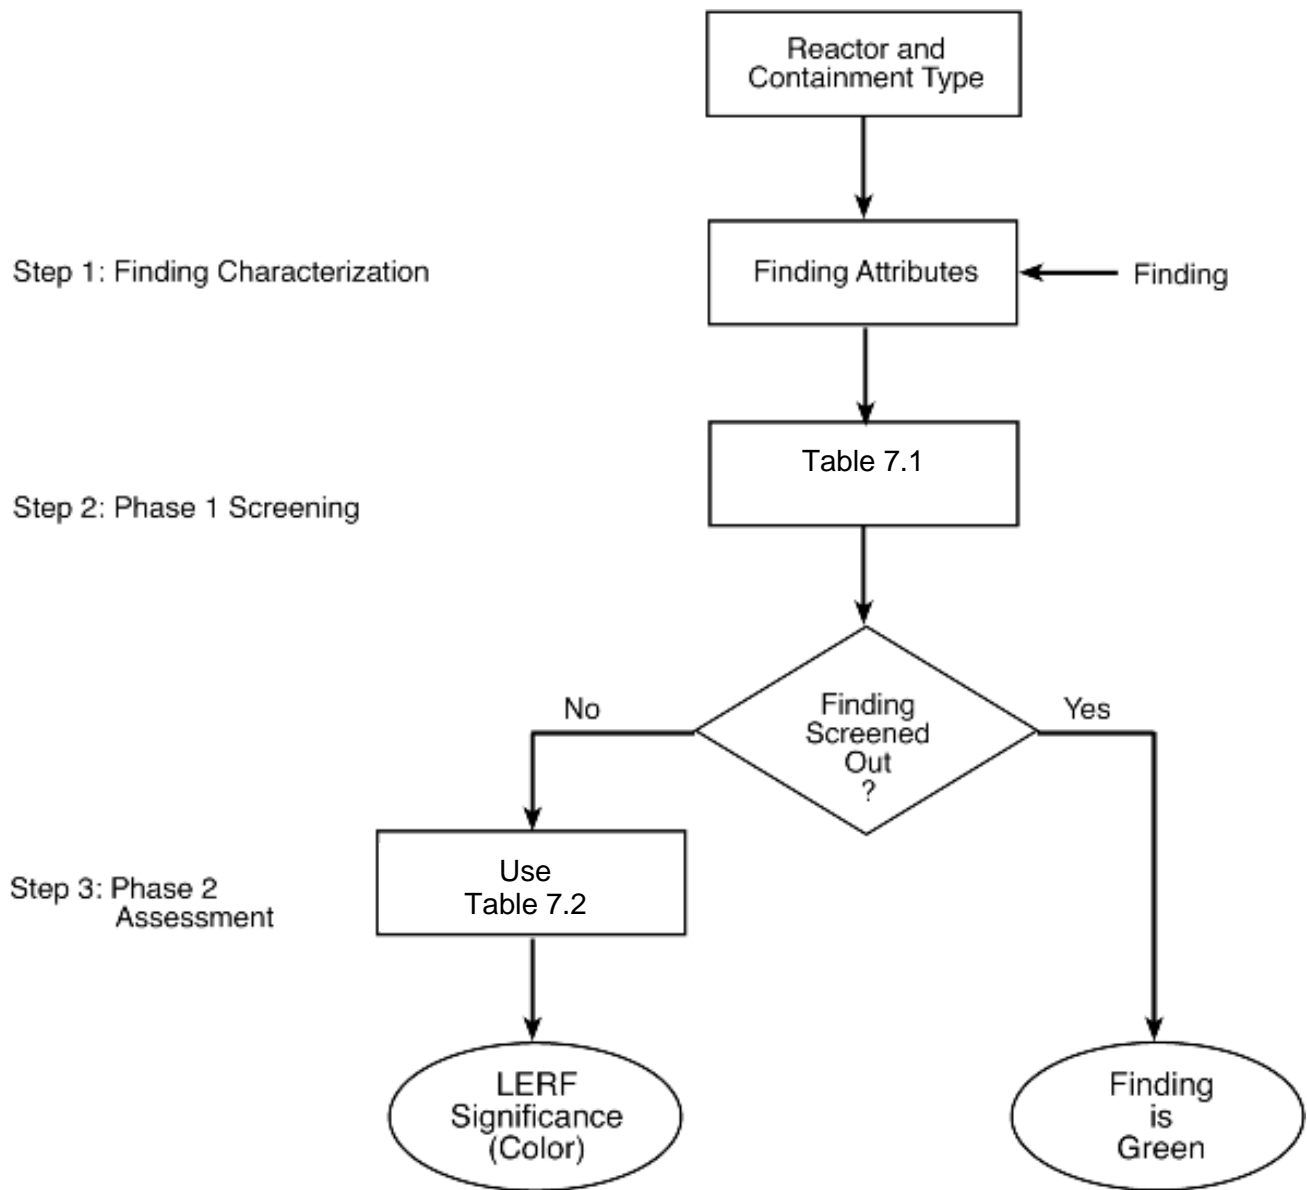 Reactor and
Containment Type
Step 1: Finding Characterization
Finding Attributes
Finding
Table 7.1
Step 2: Phase 1 Screening
No
Finding
Screened
Out
?
Yes
Step 3: Phase 2
Assessment
Use
Table 7.2
LERF
Significance
(Color)
Finding
is
Green